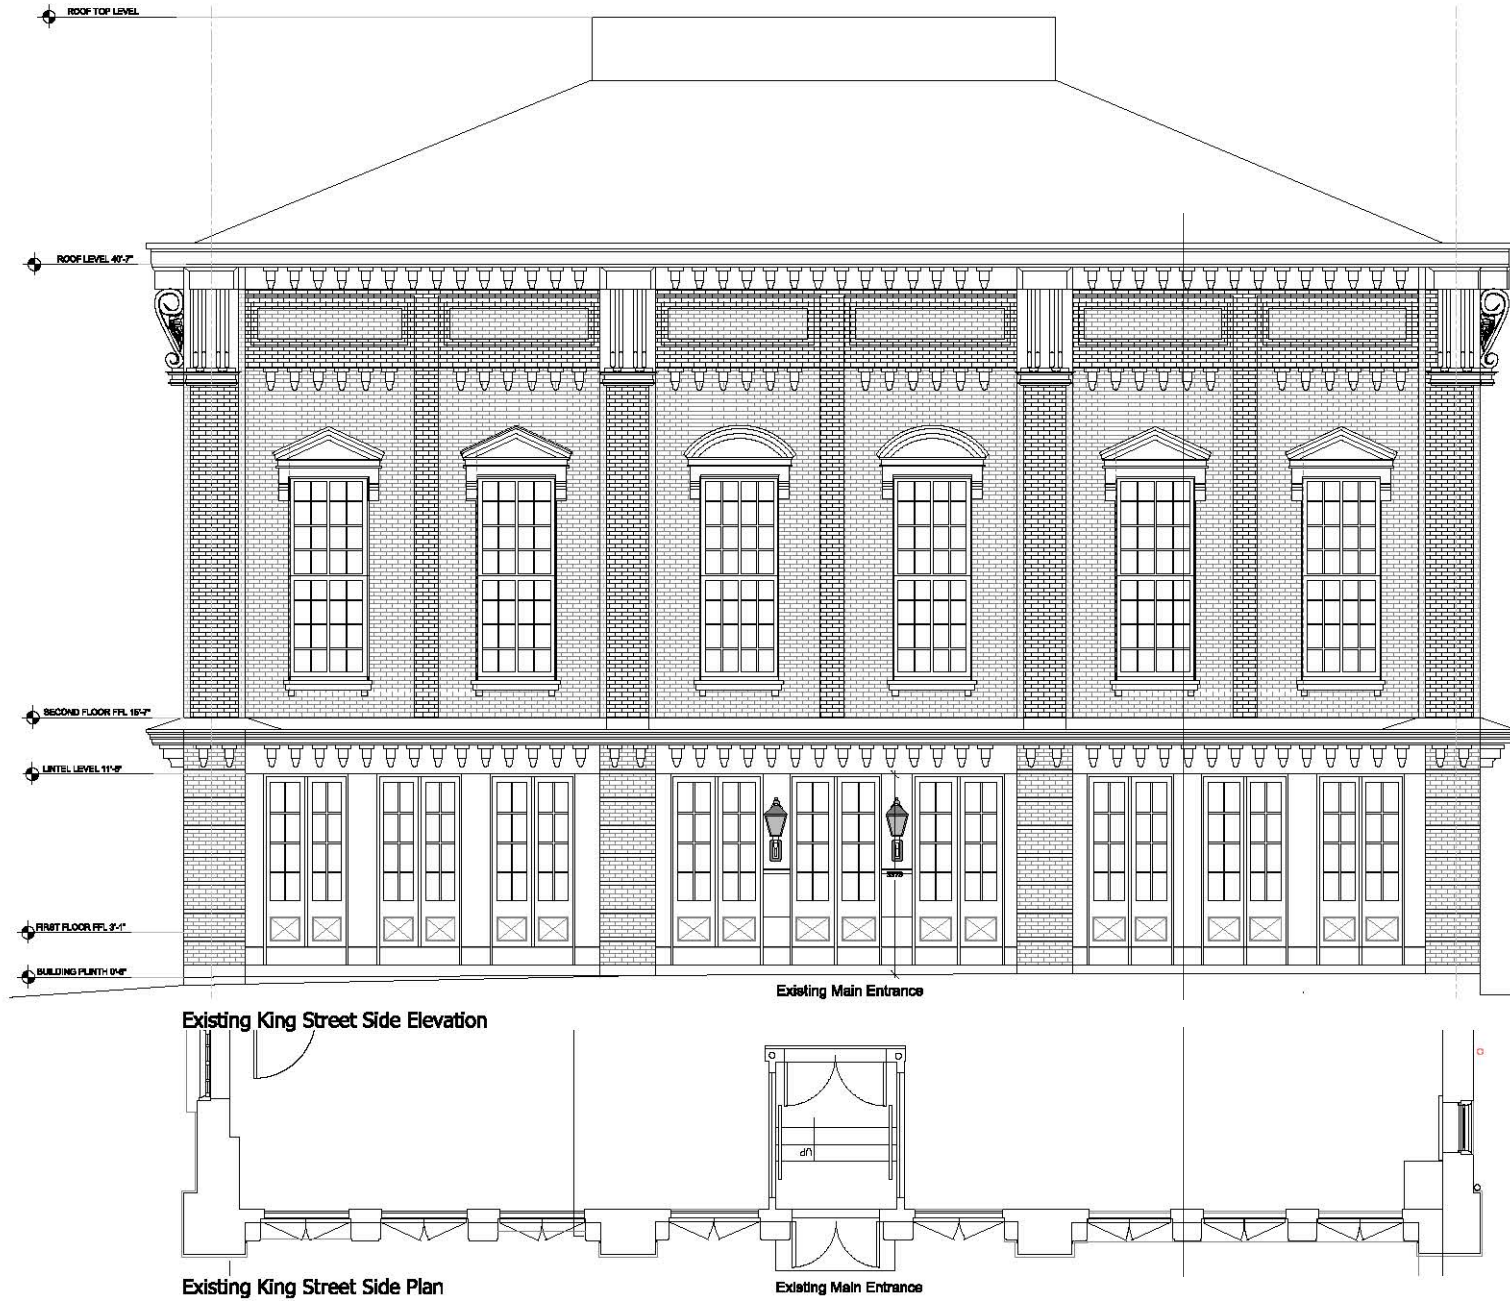 ROOF TOP LEVEL
ROOF LEVEL 40'-7"
SECOND FLOOR FFL 15'-7"
LINTEL LEVEL 11'-8"
FIRST FLOOR FFL 3'-1"
BUILDING PLINTH 0'-6"
Existing Main Entrance
Existing King Street Side Elevation
UP
Existing King Street Side Plan
Existing Main Entrance